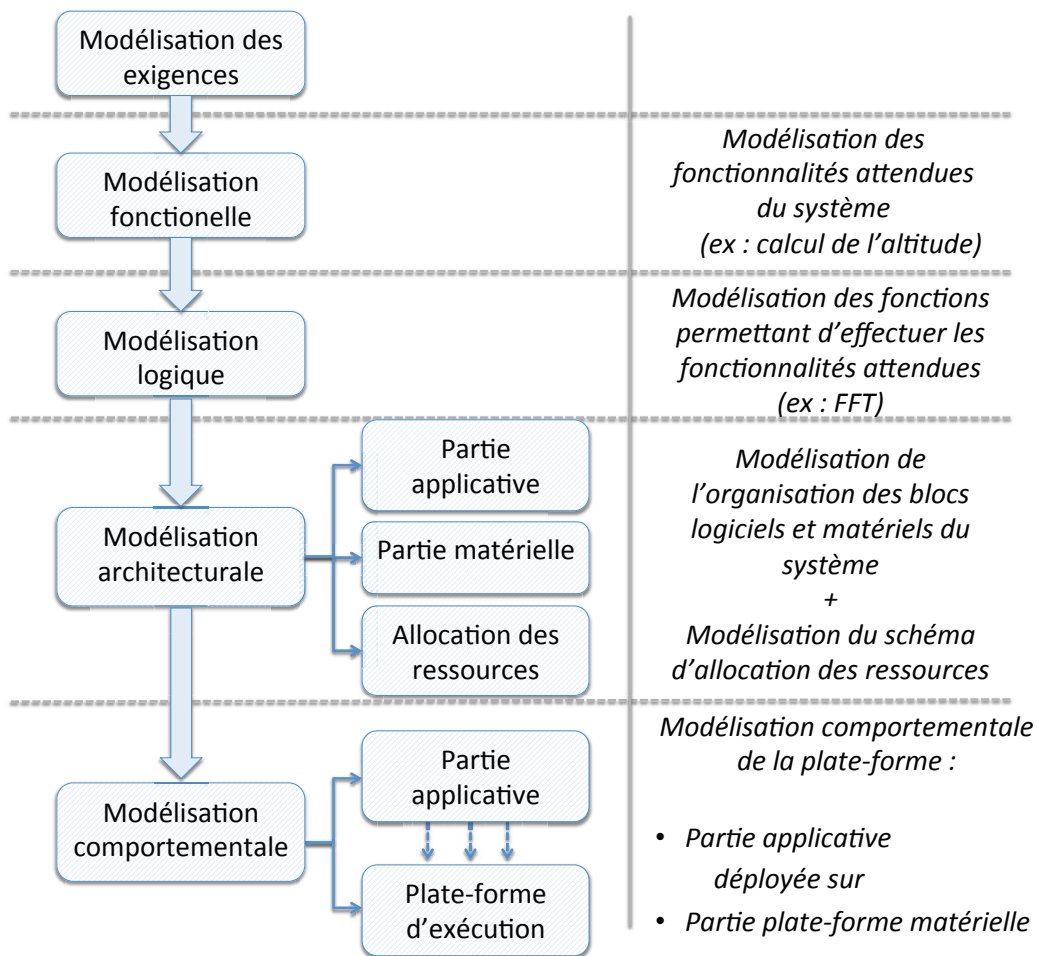 Modélisation des
exigences
Modélisation
fonctionelle
Modélisation des
fonctionnalités attendues
du système
(ex : calcul de l’altitude)
Modélisation
logique
Modélisation des fonctions
permettant d’effectuer les
fonctionnalités attendues
(ex : FFT)
Modélisation
architecturale
Partie
applicative
Partie matérielle
Allocation des
ressources
Modélisation de
l’organisation des blocs
logiciels et matériels du
système
+
Modélisation du schéma
d’allocation des ressources
Modélisation
comportementale
Partie
applicative
Plate-forme
d’exécution
Modélisation comportementale
de la plate-forme :
• Partie applicative
déployée sur
• Partie plate-forme matérielle